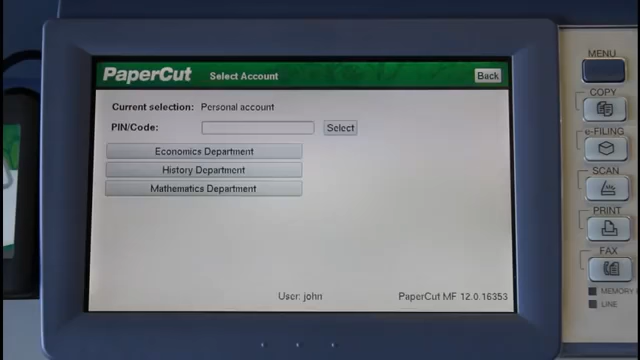 PaperCut Select Account Back
Current selection: Personal account
PIN/Code: Select
Economics Department
History Department
Mathematics Department
User: john PaperCut MF 12.0.16353
MENU
COPY
e-FILING
SCAN
PRINT
FAX
MEMORY
LINE